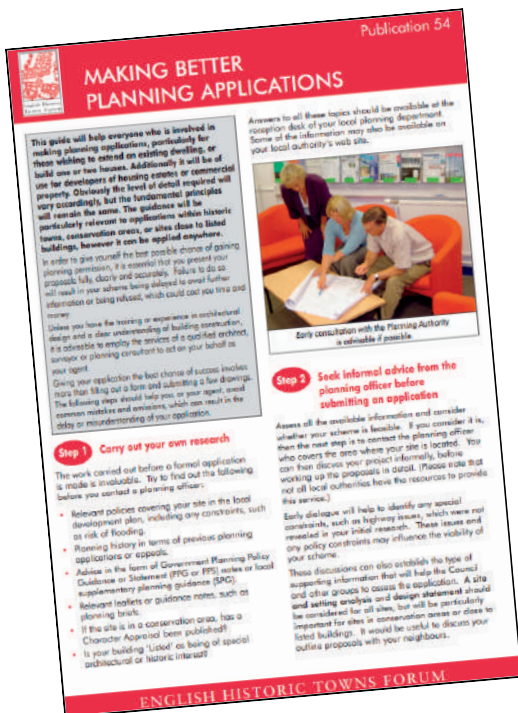 Publication 54
English Historic
Towns Forum
MAKING BETTER
PLANNING APPLICATIONS
This guide will help everyone who is involved in
making planning applications, particularly for
those wishing to extend an existing dwelling, or
build one or two houses. Additionally it will be of
use for developers of housing estates or commercial
property. Obviously the level of detail required will
vary accordingly, but the fundamental principles
will remain the same. The guidance will be
particularly relevant to applications within historic
towns, conservation areas, or sites close to listed
buildings, however it can be applied anywhere.
In order to give yourself the best possible chance of gaining
planning permission, it is essential that you present your
proposals fully, clearly and accurately. Failure to do so
will result in your scheme being delayed to await further
information or being refused, which could cost you time and
money.
Unless you have the training or experience in architectural
design and a clear understanding of building construction,
it is advisable to employ the services of a qualified architect,
surveyor or planning consultant to act on your behalf as
your agent.
Giving your application the best chance of success involves
more than filling out a form and submitting a few drawings.
The following steps should help you, or your agent, avoid
common mistakes and omissions, which can result in the
delay or misunderstanding of your application.
Step 1 Carry out your own research
The work carried out before a formal application
is made is invaluable. Try to find out the following
before you contact a planning officer:
• Relevant policies covering your site in the local
development plan, including any constraints, such
as risk of flooding.
• Planning history in terms of previous planning
applications or appeals.
• Advice in the form of Government Planning Policy
Guidance or Statement (PPG or PPS) notes or local
supplementary planning guidance (SPG).
• Relevant leaflets or guidance notes, such as
planning briefs.
• If the site is in a conservation area, has a
Character Appraisal been published?
• Is your building 'Listed' as being of special
architectural or historic interest?
Answers to all these topics should be available at the
reception desk of your local planning department.
Some of the information may also be available on
your local authority's web site.
Early consultation with the Planning Authority
is advisable if possible.
Step 2 Seek informal advice from the
planning officer before
submitting an application
Assess all the available information and consider
whether your scheme is feasible. If you consider it is,
then the next step is to contact the planning officer
who covers the area where your site is located. You
can then discuss your project informally, before
working up the proposals in detail. (Please note that
not all local authorities have the resources to provide
this service.)
Early dialogue will help to identify any special
constraints, such as highway issues, which were not
revealed in your initial research. These issues and
any policy constraints may influence the viability of
your scheme.
These discussions can also establish the type of
supporting information that will help the Council
and other groups to assess the application. A site
and setting analysis and design statement should
be considered for all sites, but will be particularly
important for sites in conservation areas or close to
listed buildings. It would be useful to discuss your
outline proposals with your neighbours.
ENGLISH HISTORIC TOWNS FORUM